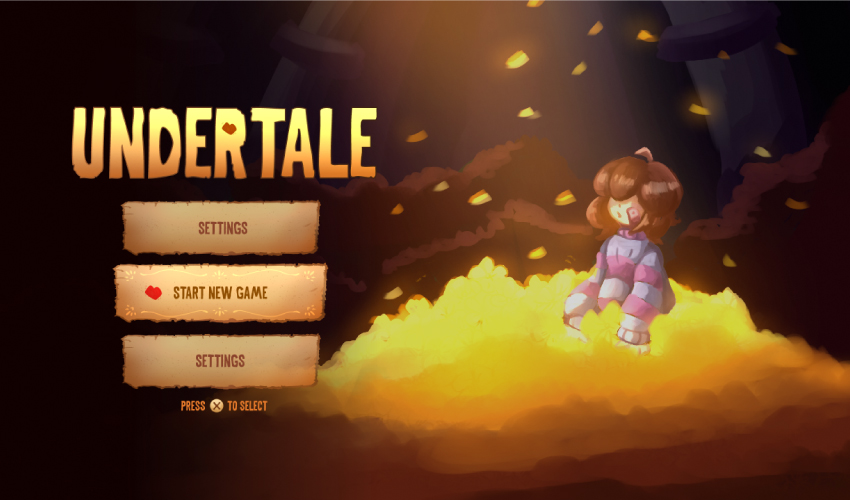 UNDERTALE
SETTINGS
START NEW GAME
SETTINGS
PRESS X TO SELECT